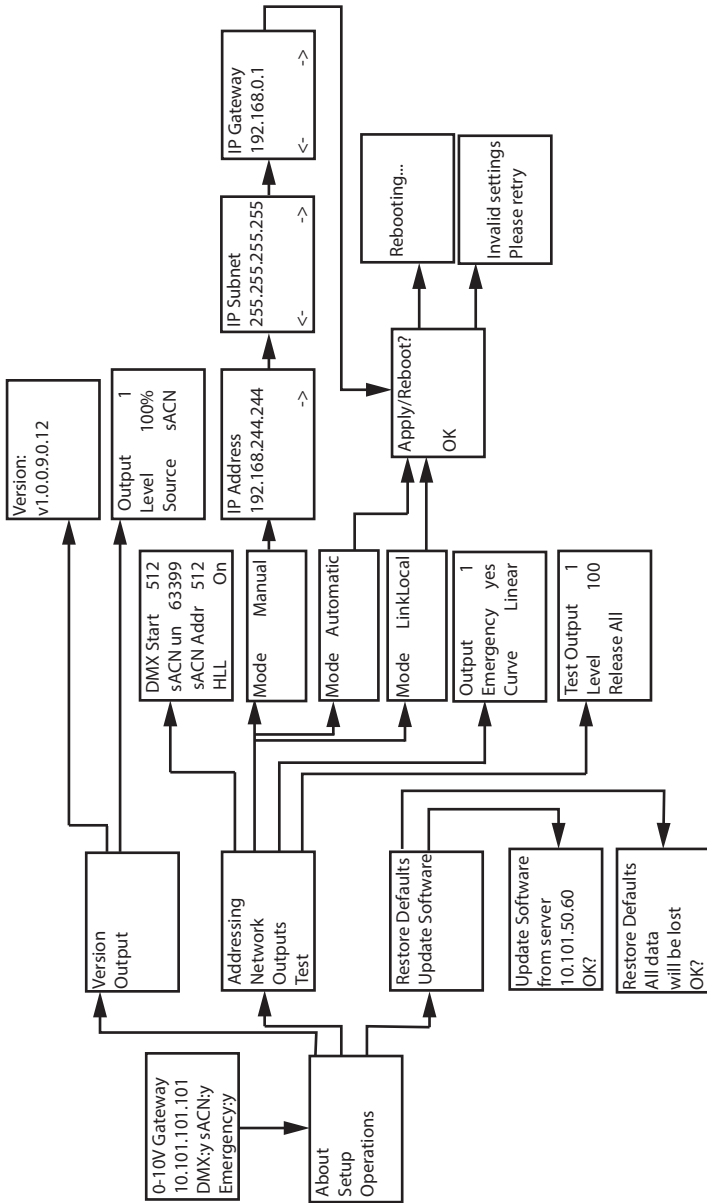 0-10V Gateway
10.101.101.101
DMX:y sACN:y
Emergency:y
About
Setup
Operations
Version
Output
Version:
v1.0.0.9.0.12
Output 1
Level 100%
Source sACN
Addressing
Network
Outputs
Test
DMX Start 512
sACN un 63399
sACN Addr 512
HLL On
Mode Manual
IP Address
192.168.244.244
->
IP Subnet
255.255.255.255
<- ->
IP Gateway
192.168.0.1
<- ->
Mode Automatic
Mode LinkLocal
Apply/Reboot?
OK
Rebooting...
Invalid settings
Please retry
Output 1
Emergency yes
Curve Linear
Test Output 1
Level 100
Release All
Restore Defaults
Update Software
Update Software
from server
10.101.50.60
OK?
Restore Defaults
All data
will be lost
OK?